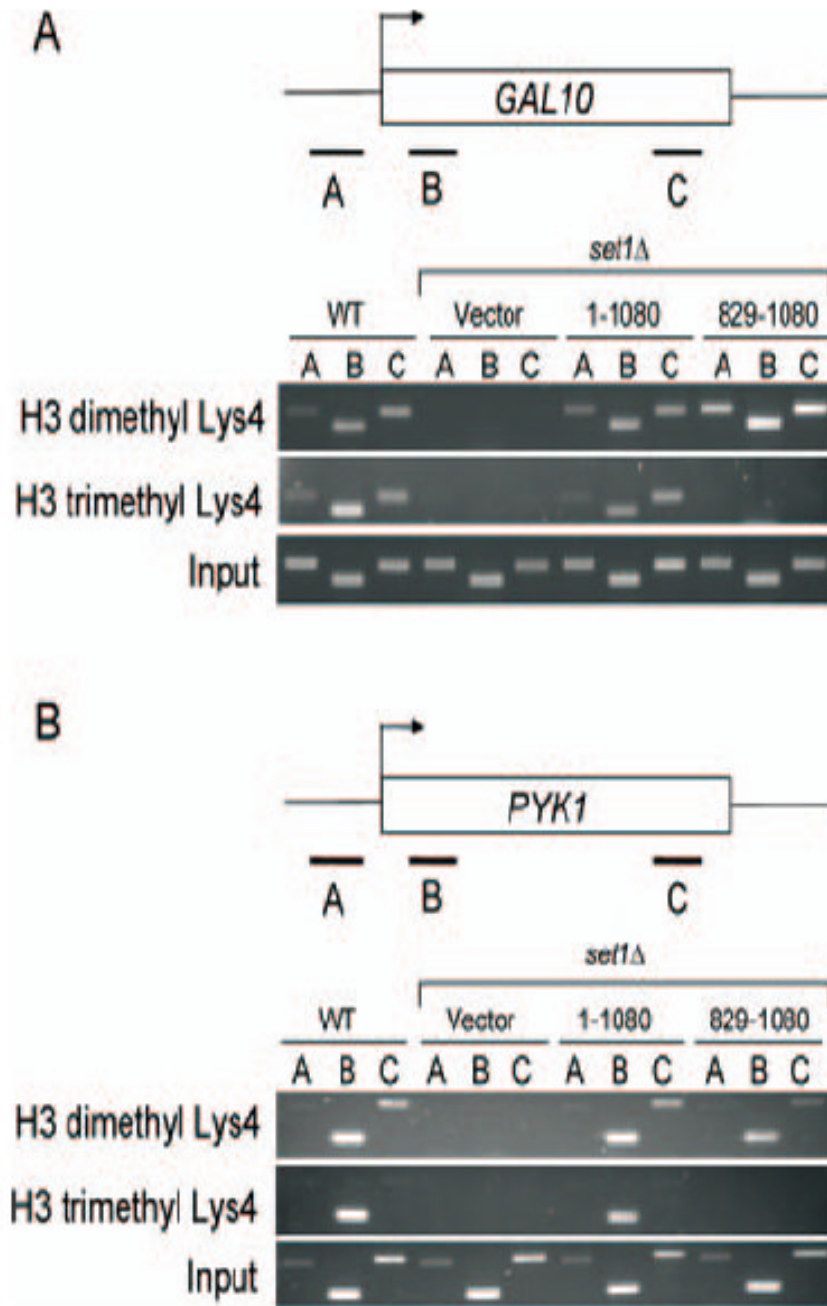 A
GAL10
A B C
set1Δ
WT Vector 1-1080 829-1080
A B C A B C A B C A B C
H3 dimethyl Lys4
H3 trimethyl Lys4
Input
B
PYK1
A B C
set1Δ
WT Vector 1-1080 829-1080
A B C A B C A B C A B C
H3 dimethyl Lys4
H3 trimethyl Lys4
Input